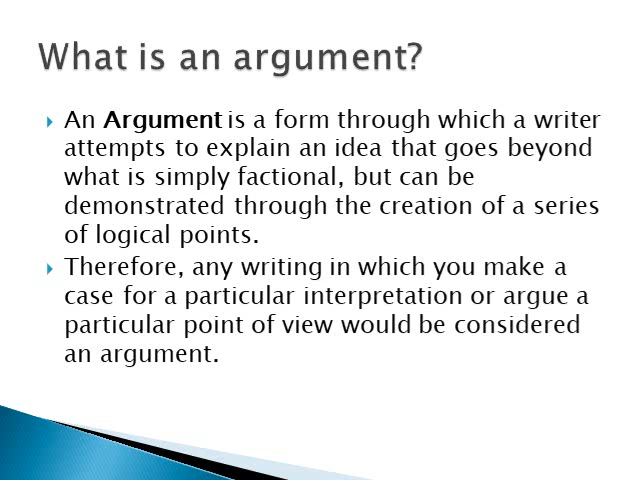 What is an argument?
An Argument is a form through which a writer
attempts to explain an idea that goes beyond
what is simply factional, but can be
demonstrated through the creation of a series
of logical points.
Therefore, any writing in which you make a
case for a particular interpretation or argue a
particular point of view would be considered
an argument.